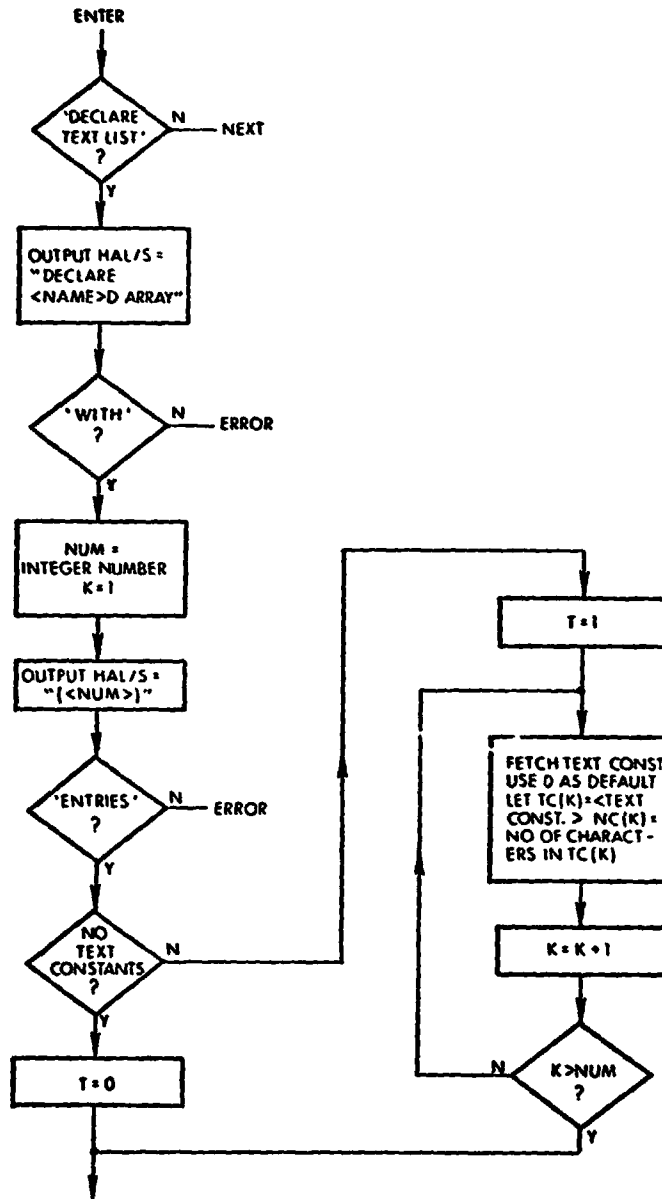 ENTER
'DECLARE
TEXT LIST'
?
N
NEXT
Y
OUTPUT HAL/S =
"DECLARE
<NAME>D ARRAY"
'WITH'
?
N
ERROR
Y
NUM =
INTEGER NUMBER
K=1
OUTPUT HAL/S =
"(<NUM>)"
'ENTRIES'
?
N
ERROR
Y
NO
TEXT
CONSTANTS
?
N
Y
T=0
T=1
FETCH TEXT CONST
USE 0 AS DEFAULT
LET TC(K)=<TEXT
CONST. > NC(K)=
NO OF CHARACT-
ERS IN TC(K)
K=K+1
K>NUM
?
N
Y